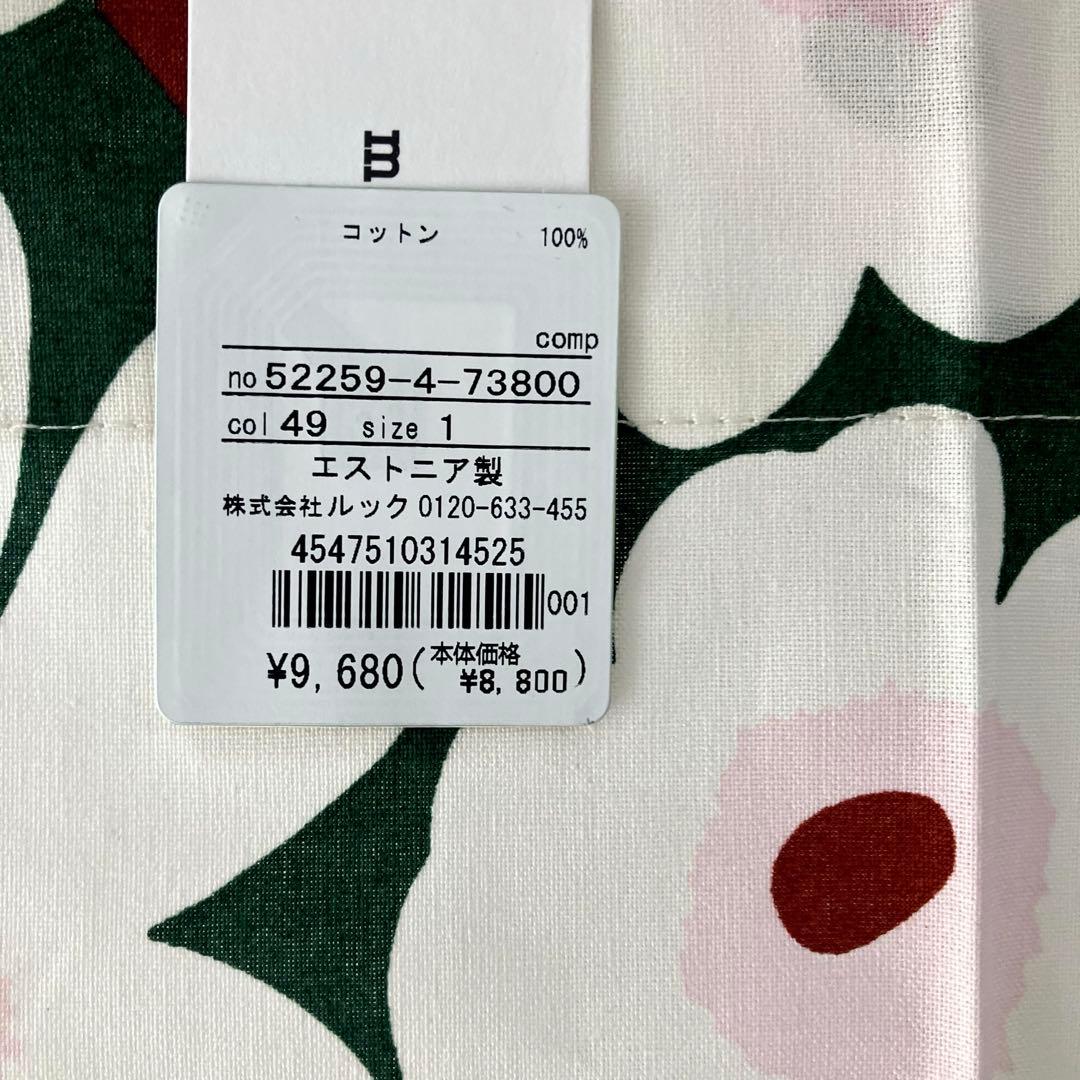 m
コットン 100%
comp
no 52259-4-73800
col 49 size 1
エストニア製
株式会社ルック 0120-633-455
4547510314525
001
¥9,680(本体価格 ¥8,800)